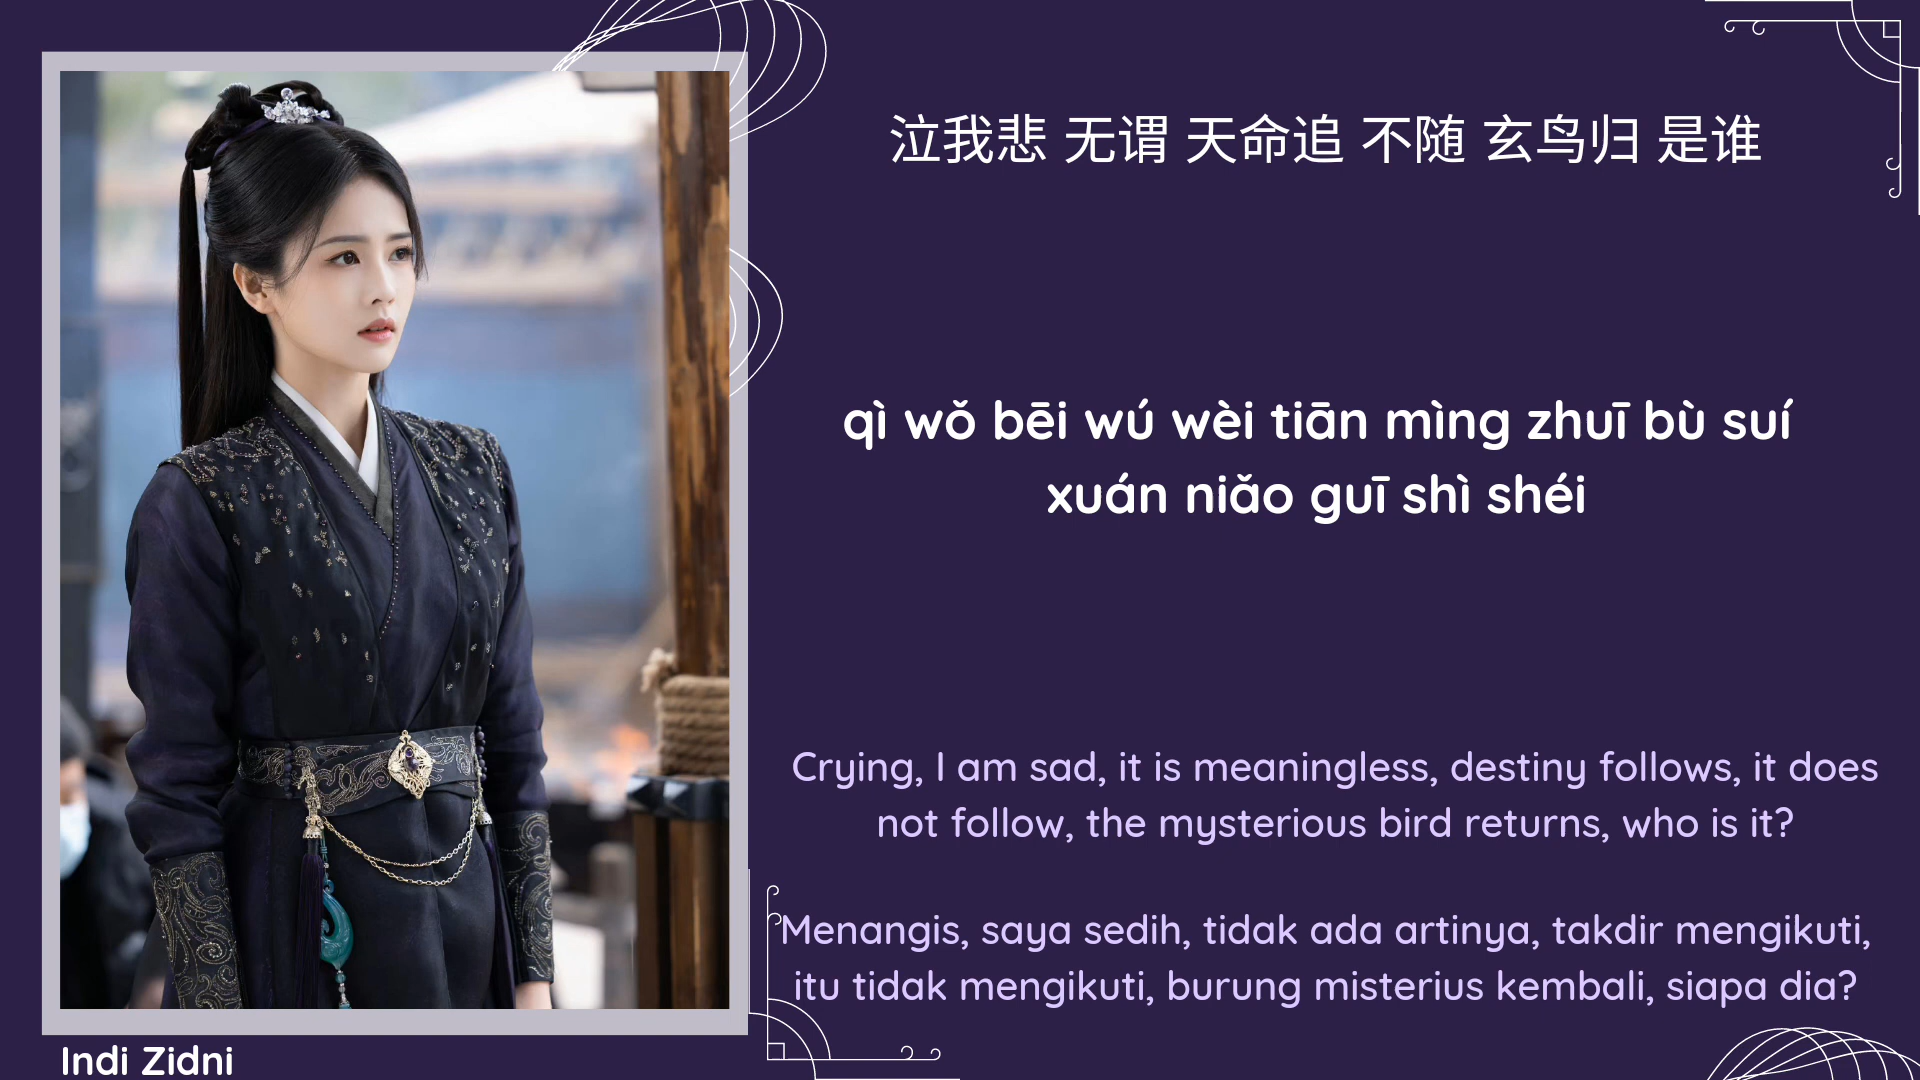 泣我悲 无谓 天命追 不随 玄鸟归 是谁
qì wǒ bēi wú wèi tiān mìng zhuī bù suí
xuán niǎo guī shì shéi
Crying, I am sad, it is meaningless, destiny follows, it does
not follow, the mysterious bird returns, who is it?
Menangis, saya sedih, tidak ada artinya, takdir mengikuti,
itu tidak mengikuti, burung misterius kembali, siapa dia?
Indi Zidni